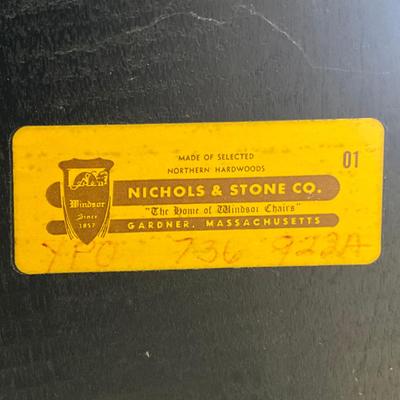 MADE OF SELECTED
NORTHERN HARDWOODS
01
Windsor
Since
1857
NICHOLS & STONE CO.
"The Home of Windsor Chairs"
GARDNER, MASSACHUSETTS
YPO 736 922A